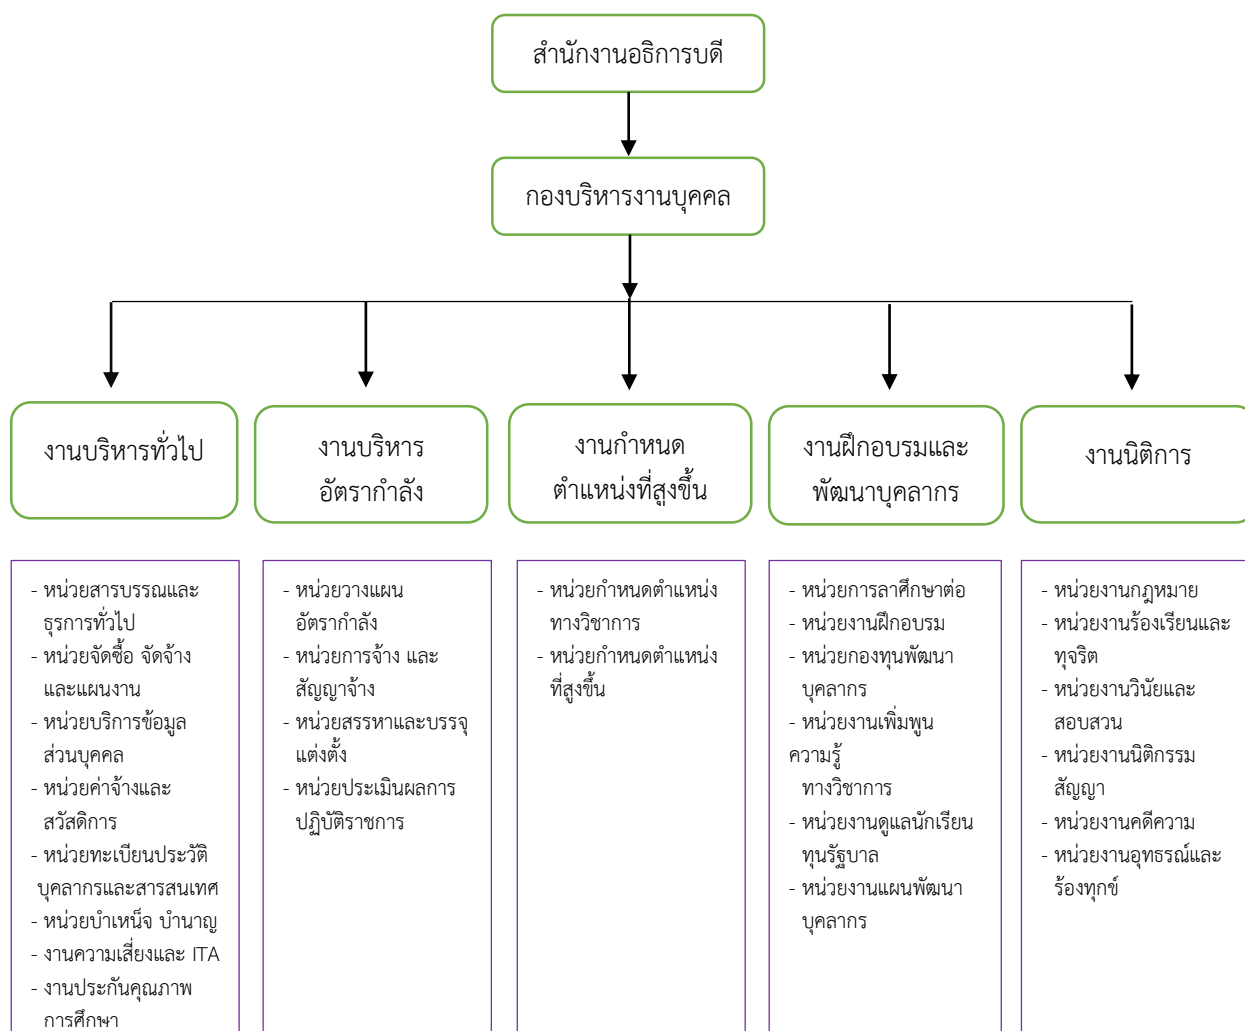 สำนักงานอธิการบดี
กองบริหารงานบุคคล
งานบริหารทั่วไป
งานบริหาร
อัตรากำลัง
งานกำหนด
ตำแหน่งที่สูงขึ้น
งานฝึกอบรมและ
พัฒนาบุคลากร
งานนิติการ
- หน่วยสารบรรณและ
ธุรการทั่วไป
- หน่วยจัดซื้อ จัดจ้าง
และแผนงาน
- หน่วยบริการข้อมูล
ส่วนบุคคล
- หน่วยค่าจ้างและ
สวัสดิการ
- หน่วยทะเบียนประวัติ
บุคลากรและสารสนเทศ
- หน่วยบำเหน็จ บำนาญ
- งานความเสี่ยงและ ITA
- งานประกันคุณภาพ
การศึกษา
- หน่วยวางแผน
อัตรากำลัง
- หน่วยการจ้าง และ
สัญญาจ้าง
- หน่วยสรรหาและบรรจุ
แต่งตั้ง
- หน่วยประเมินผลการ
ปฏิบัติราชการ
- หน่วยกำหนดตำแหน่ง
ทางวิชาการ
- หน่วยกำหนดตำแหน่ง
ที่สูงขึ้น
- หน่วยการลาศึกษาต่อ
- หน่วยงานฝึกอบรม
- หน่วยกองทุนพัฒนา
บุคลากร
- หน่วยงานเพิ่มพูน
ความรู้
ทางวิชาการ
- หน่วยงานดูแลนักเรียน
ทุนรัฐบาล
- หน่วยงานแผนพัฒนา
บุคลากร
- หน่วยงานกฎหมาย
- หน่วยงานร้องเรียนและ
ทุจริต
- หน่วยงานวินัยและ
สอบสวน
- หน่วยงานนิติกรรม
สัญญา
- หน่วยงานคดีความ
- หน่วยงานอุทธรณ์และ
ร้องทุกข์